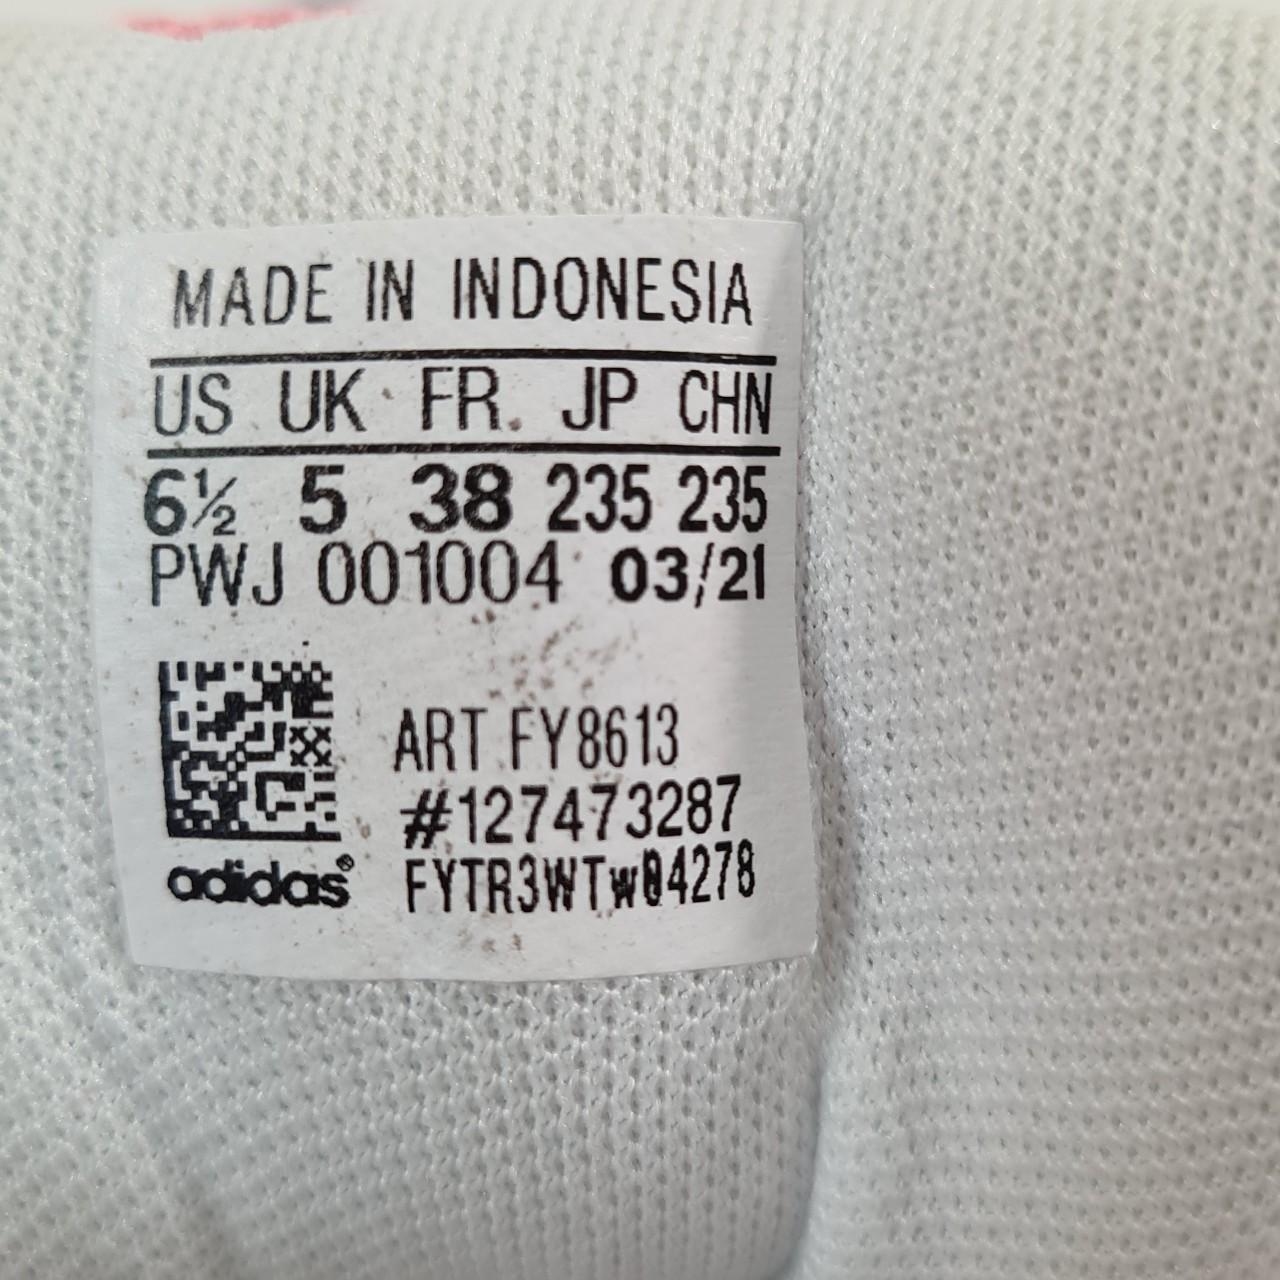 MADE IN INDONESIA
US UK FR. JP CHN
6½ 5 38 235 235
PWJ 001004 03/21
ART FY8613
#127473287
FYTR3WTW04278
adidas®